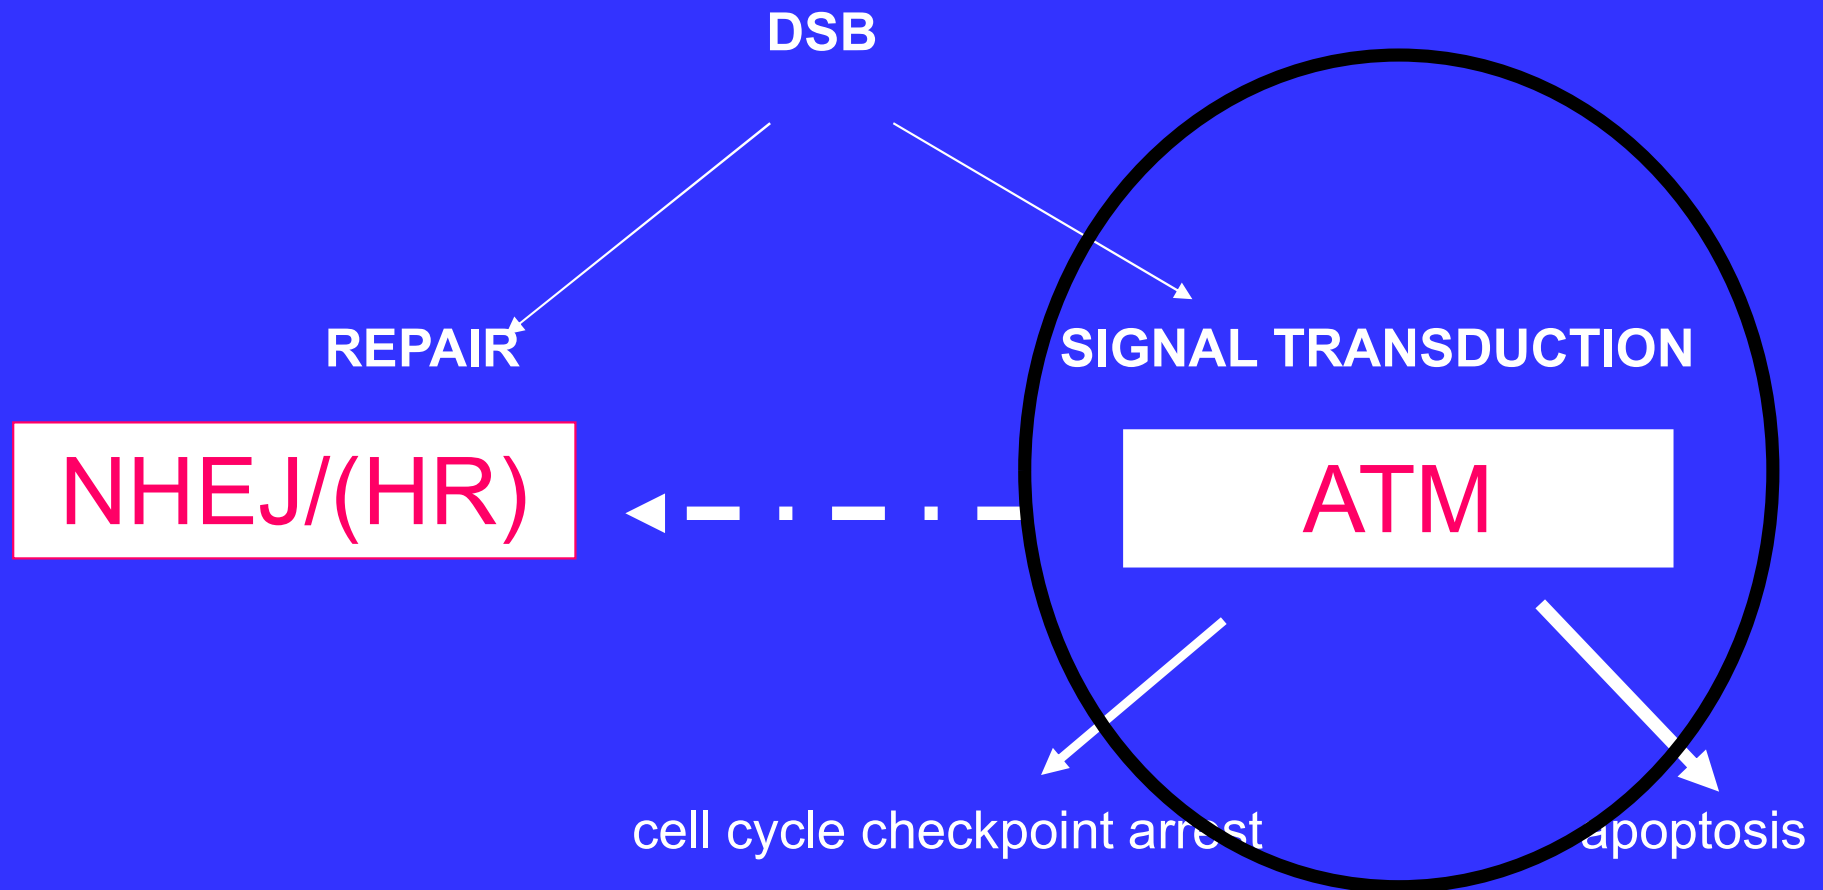 DSB
REPAIR
SIGNAL TRANSDUCTION
NHEJ/(HR)
ATM
cell cycle checkpoint arrest
apoptosis